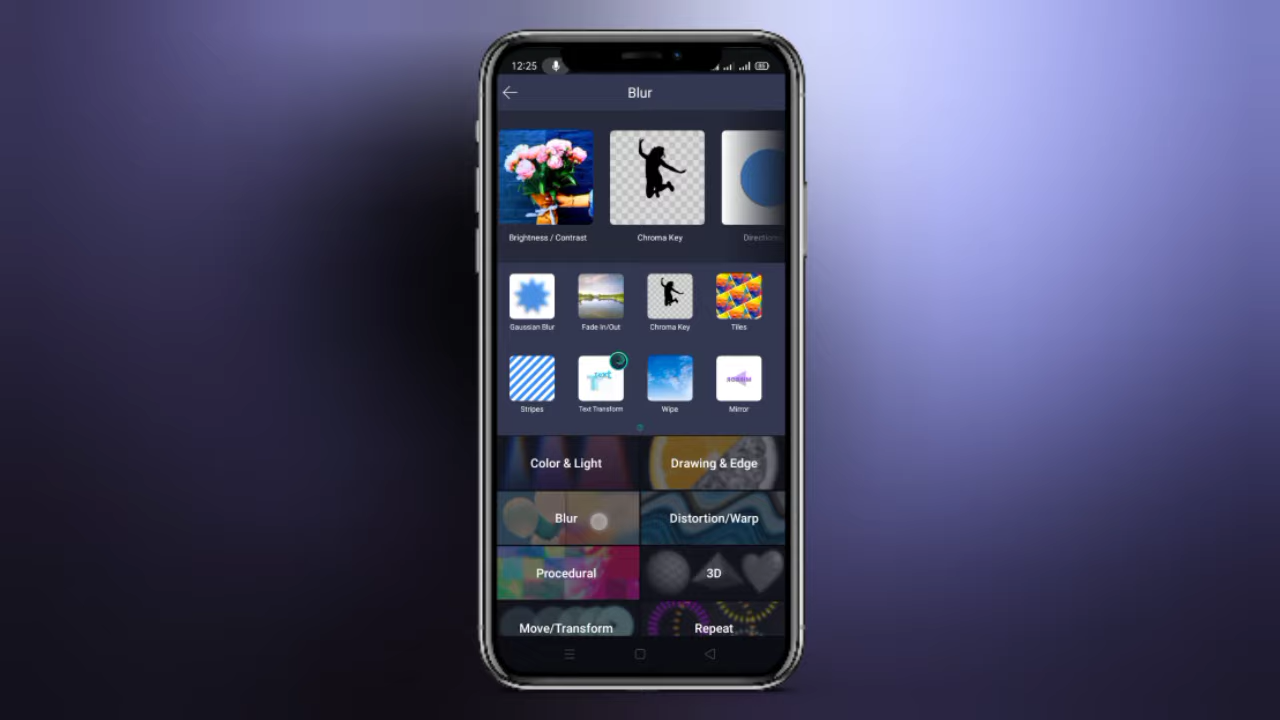 12:25
Blur
Brightness / Contrast
Chroma Key
Gaussian Blur
Fade In/Out
Chroma Key
Tiles
Stripes
Text Transform
Wipe
Mirror
Color & Light
Drawing & Edge
Blur
Distortion/Warp
Procedural
3D
Move/Transform
Repeat